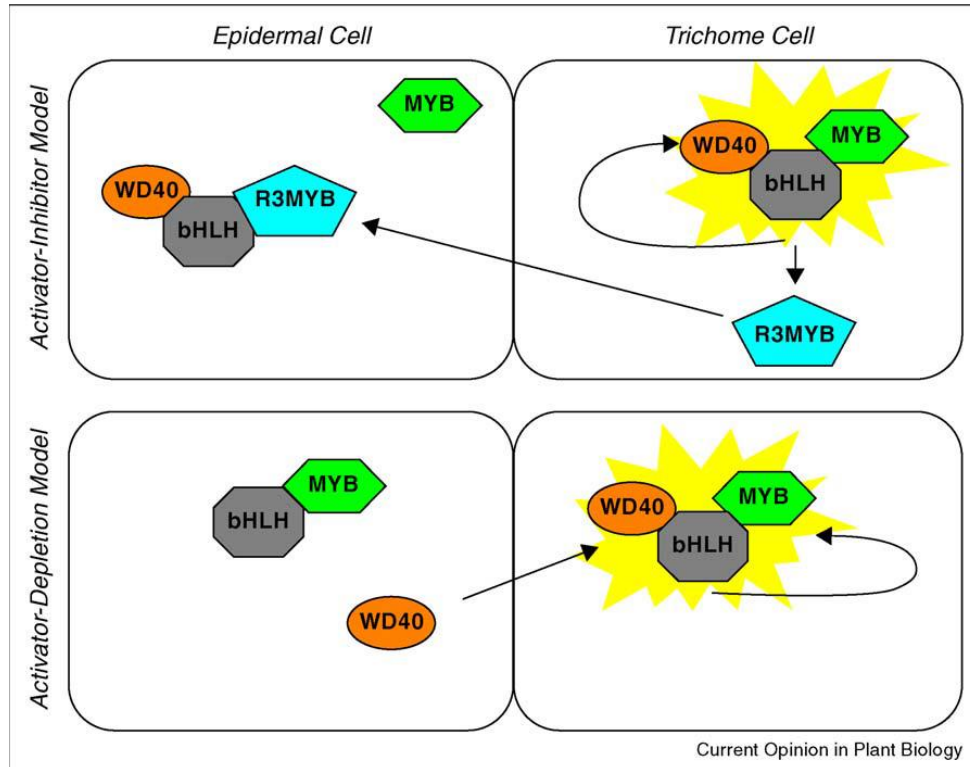 Epidermal Cell
Trichome Cell
Activator-Inhibitor Model
MYB
WD40
bHLH
R3MYB
WD40
MYB
bHLH
R3MYB
Activator-Depletion Model
MYB
bHLH
WD40
WD40
MYB
bHLH
Current Opinion in Plant Biology